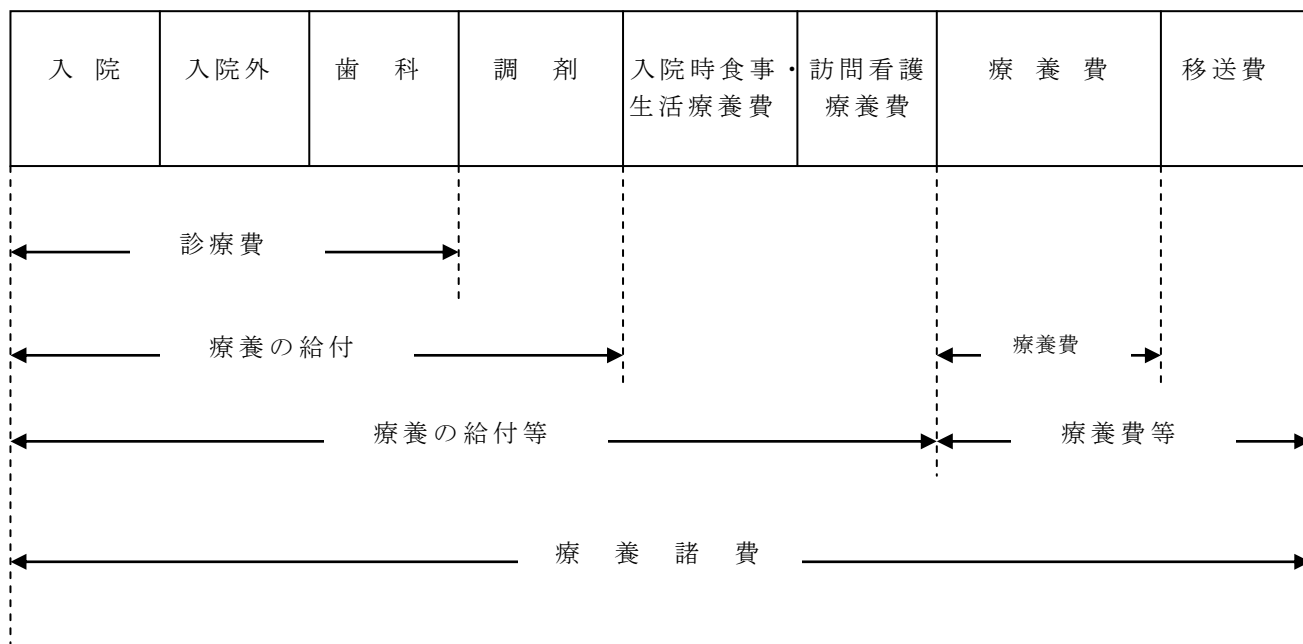 入院
入院外
歯科
調剤
入院時食事・
生活療養費
訪問看護
療養費
療養費
移送費
診療費
療養の給付
療養費
療養の給付等
療養費等
療養諸費